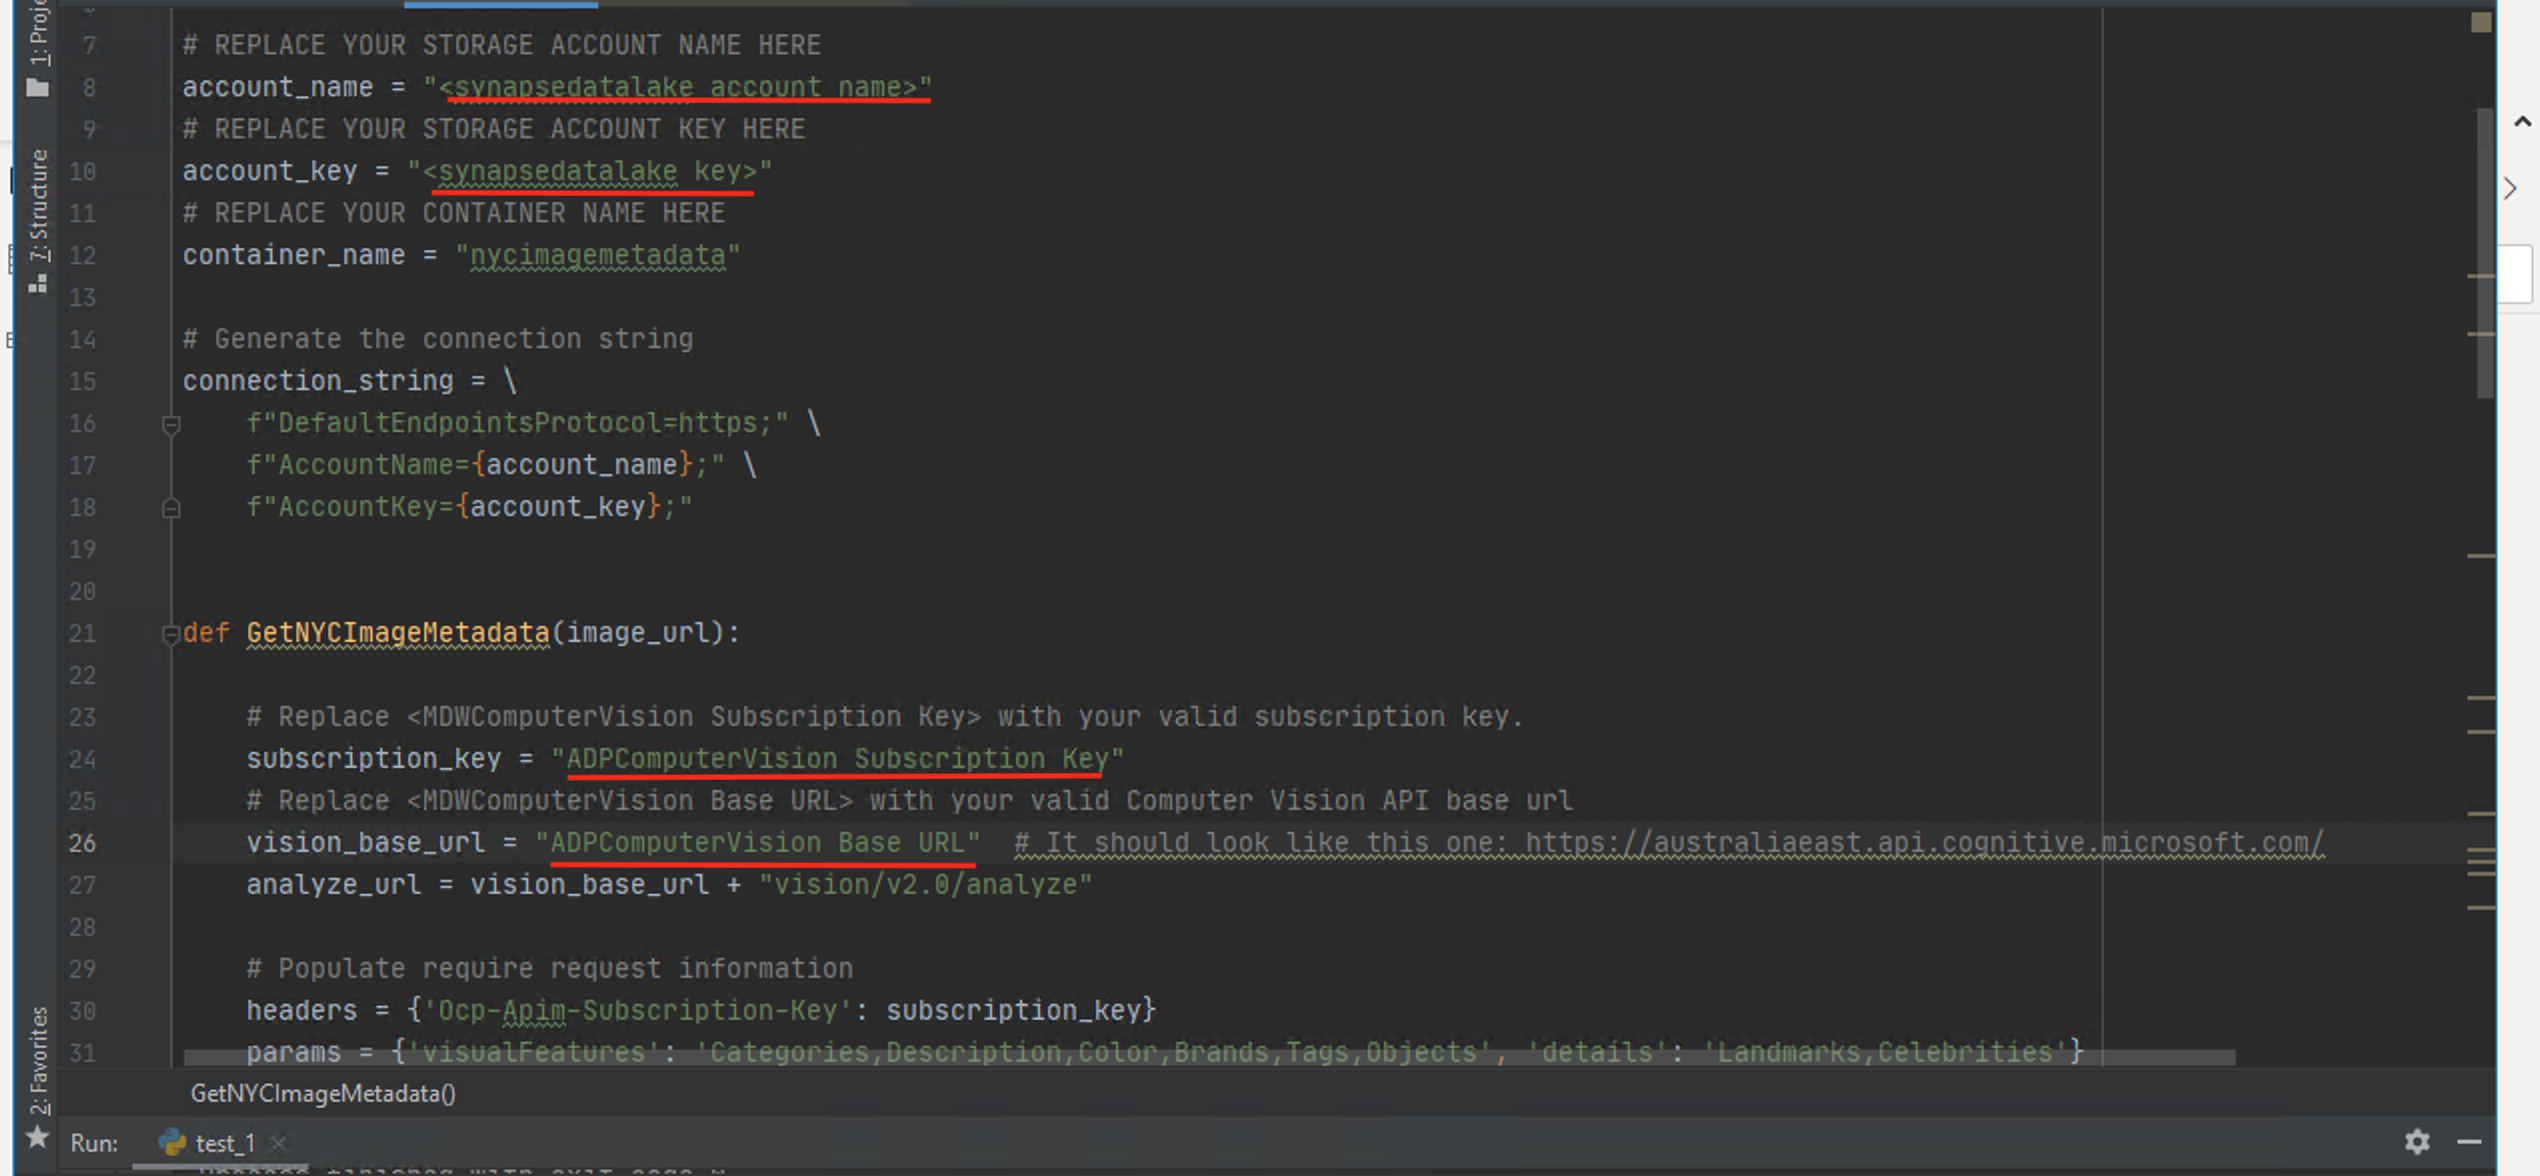 1: Proje
7 # REPLACE YOUR STORAGE ACCOUNT NAME HERE
8 account_name = "<synapsedatalake account name>"
9 # REPLACE YOUR STORAGE ACCOUNT KEY HERE
10 account_key = "<synapsedatalake key>"
11 # REPLACE YOUR CONTAINER NAME HERE
12 container_name = "nycimagemetadata"
13
14 # Generate the connection string
15 connection_string = \
16 f"DefaultEndpointsProtocol=https;" \
17 f"AccountName={account_name};" \
18 f"AccountKey={account_key};"
19
20
21 def GetNYCImageMetadata(image_url):
22
23 # Replace <MDWComputerVision Subscription Key> with your valid subscription key.
24 subscription_key = "ADPComputerVision Subscription Key"
25 # Replace <MDWComputerVision Base URL> with your valid Computer Vision API base url
26 vision_base_url = "ADPComputerVision Base URL" # It should look like this one: https://australiaeast.api.cognitive.microsoft.com/
27 analyze_url = vision_base_url + "vision/v2.0/analyze"
28
29 # Populate require request information
30 headers = {'Ocp-Apim-Subscription-Key': subscription_key}
31 params = {'visualFeatures': 'Categories,Description,Color,Brands,Tags,Objects', 'details': 'Landmarks,Celebrities'}
7: Structure
2: Favorites
GetNYCImageMetadata()
Run: test_1